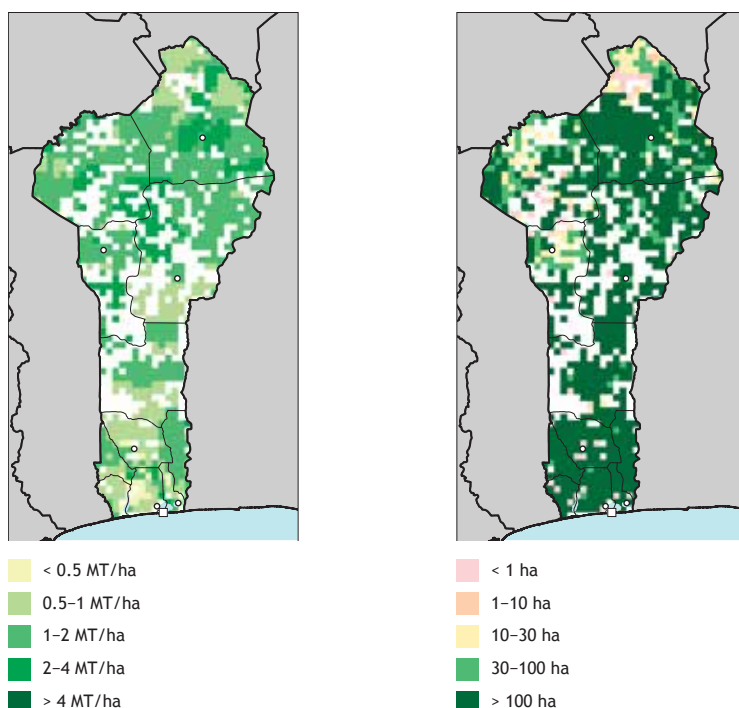 < 0.5 MT/ha
0.5–1 MT/ha
1–2 MT/ha
2–4 MT/ha
> 4 MT/ha
< 1 ha
1–10 ha
10–30 ha
30–100 ha
> 100 ha